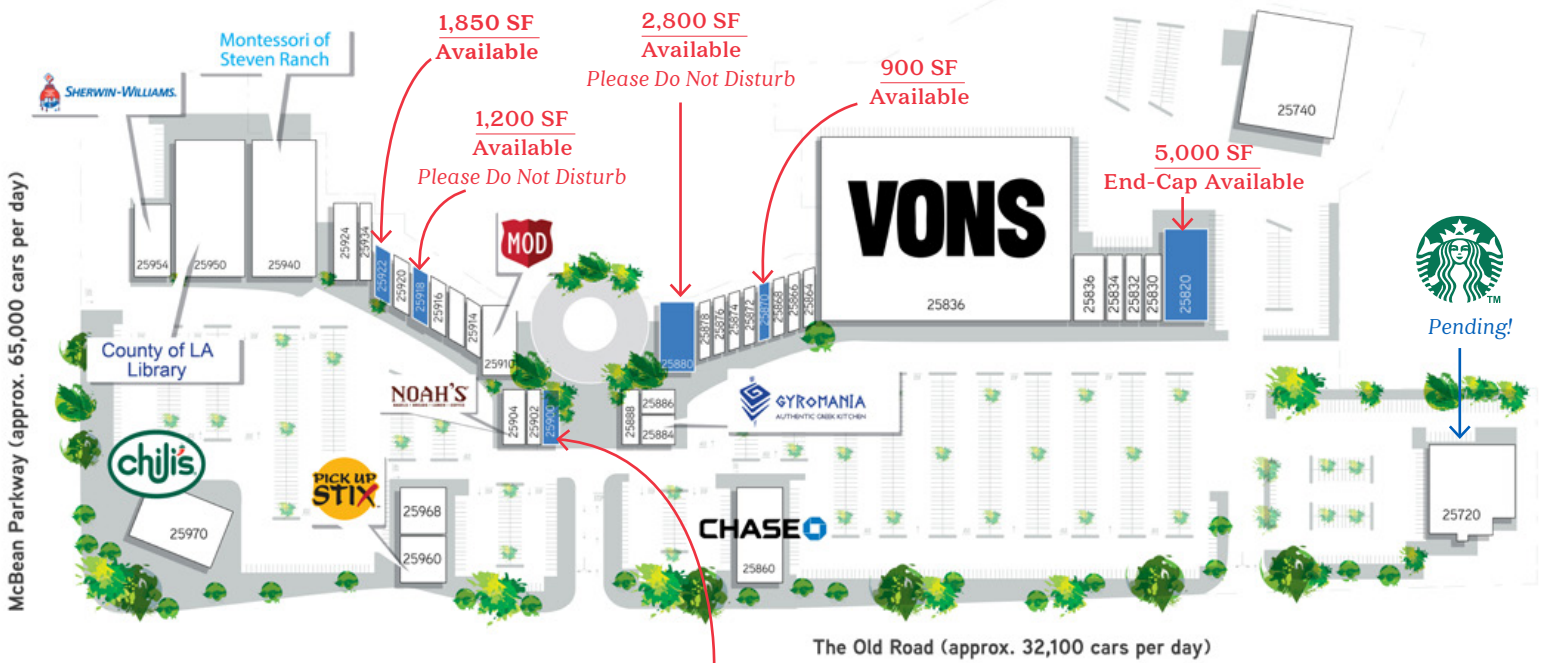 1,850 SF
Available
2,800 SF
Available
Please Do Not Disturb
900 SF
Available
1,200 SF
Available
Please Do Not Disturb
5,000 SF
End-Cap Available
Montessori of
Steven Ranch
SHERWIN-WILLIAMS.
MOD
VONS
25740
25954
25950
25940
25924
25934
25922
25920
25918
25916
25914
25910
25880
25878
25876
25874
25872
25870
25868
25866
25864
25836
25836
25834
25832
25830
25820
TM
Pending!
County of LA
Library
NOAH'S
25904
25902
25900
25888
25886
25884
GYROMANIA
AUTHENTIC GREEK KITCHEN
chili's
25970
PICK UP
STIX
25968
25960
CHASE
25860
25720
McBean Parkway (approx. 65,000 cars per day)
The Old Road (approx. 32,100 cars per day)